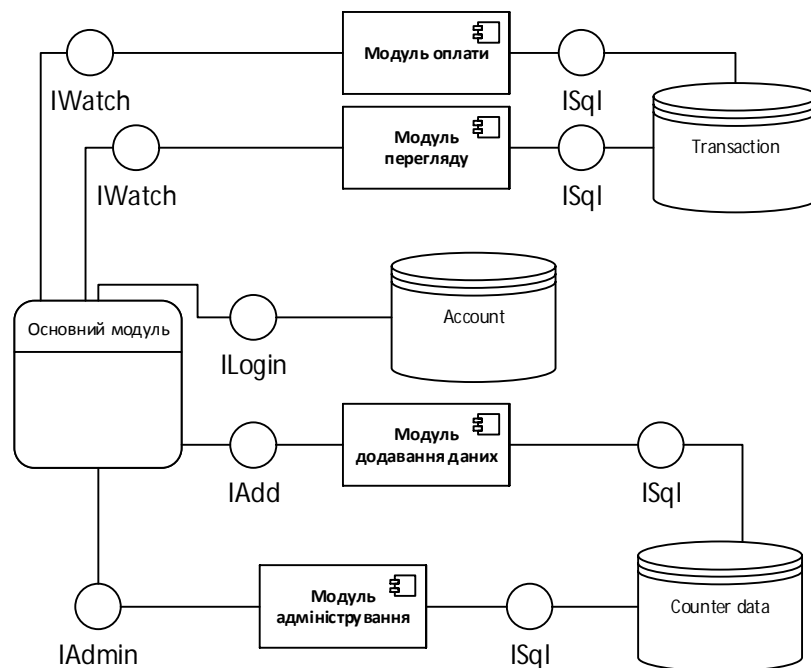 Модуль оплати
IWatch
ISql
Модуль
перегляду
Transaction
IWatch
ISql
Account
Основний модуль
ILogin
Модуль
додавання даних
IAdd
ISql
Модуль
адміністрування
Counter data
IAdmin
ISql